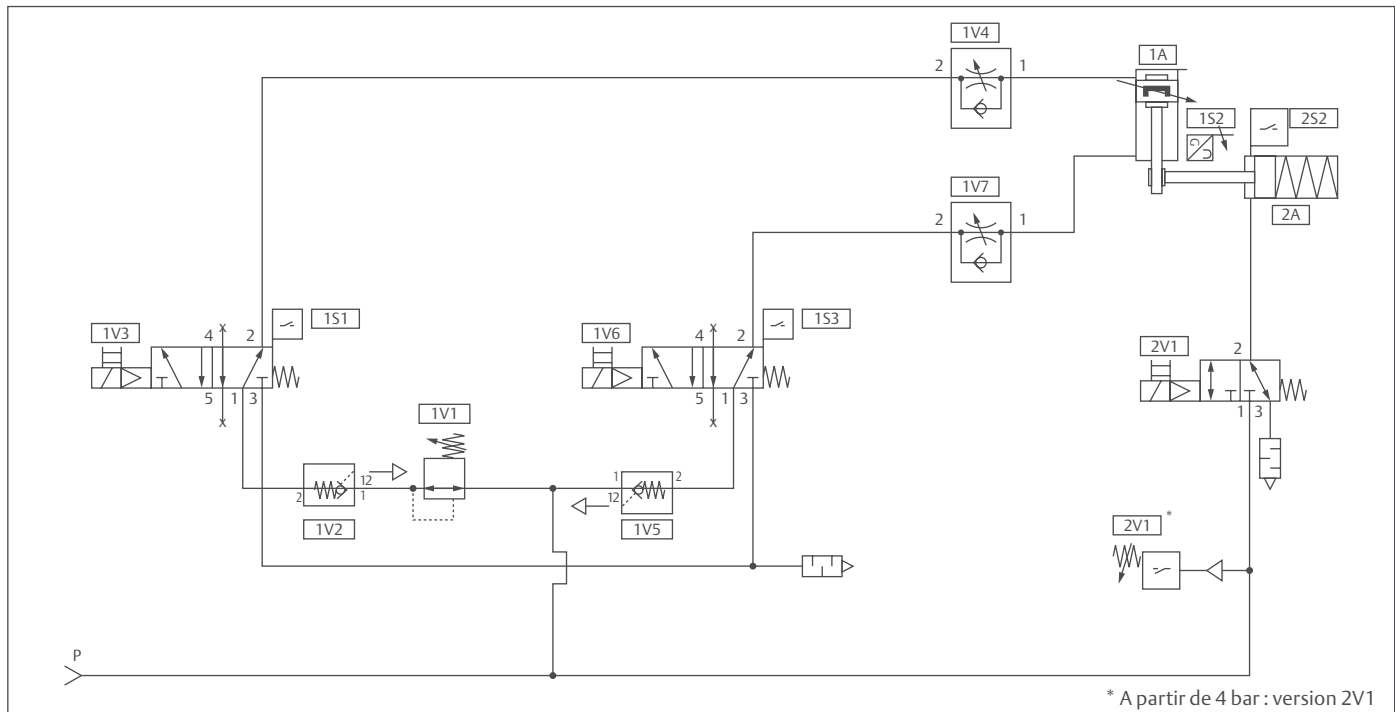 1V4
1A
2 1
1S2
2S2
G
U
2A
1V7
2 1
1V3
4 2
1S1
5 1 3
1V6
4 2
1S3
5 1 3
2V1
2
1 3
1V1
2 12
1
1V2
1 2
12
1V5
2V1 *
P
* A partir de 4 bar : version 2V1